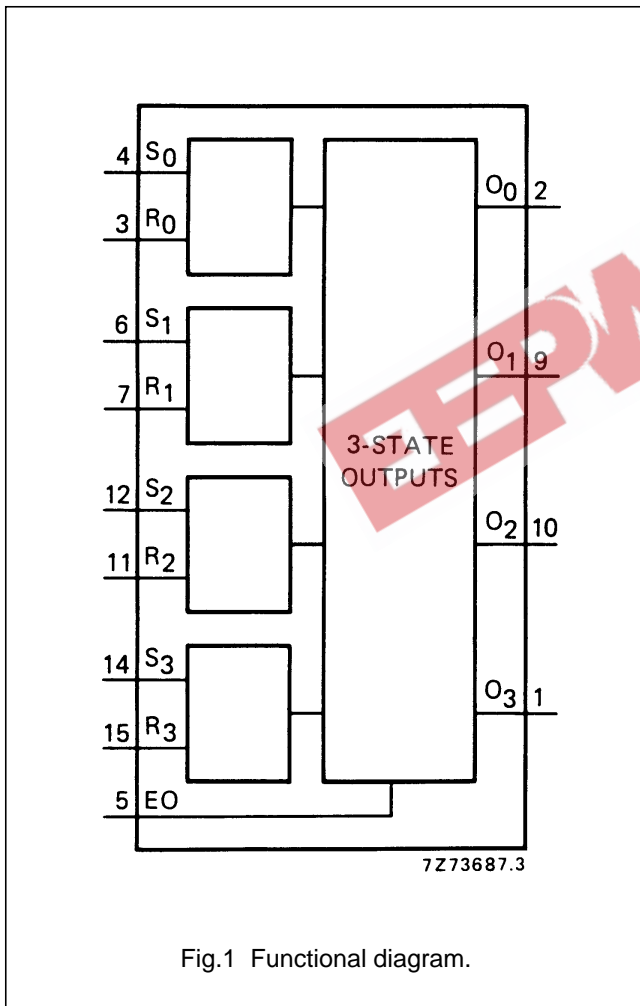 4 S0
3 R0
O0 2
6 S1
7 R1
O1 9
3-STATE
OUTPUTS
12 S2
11 R2
O2 10
14 S3
15 R3
O3 1
5 EO
7Z73687.3
Fig.1 Functional diagram.